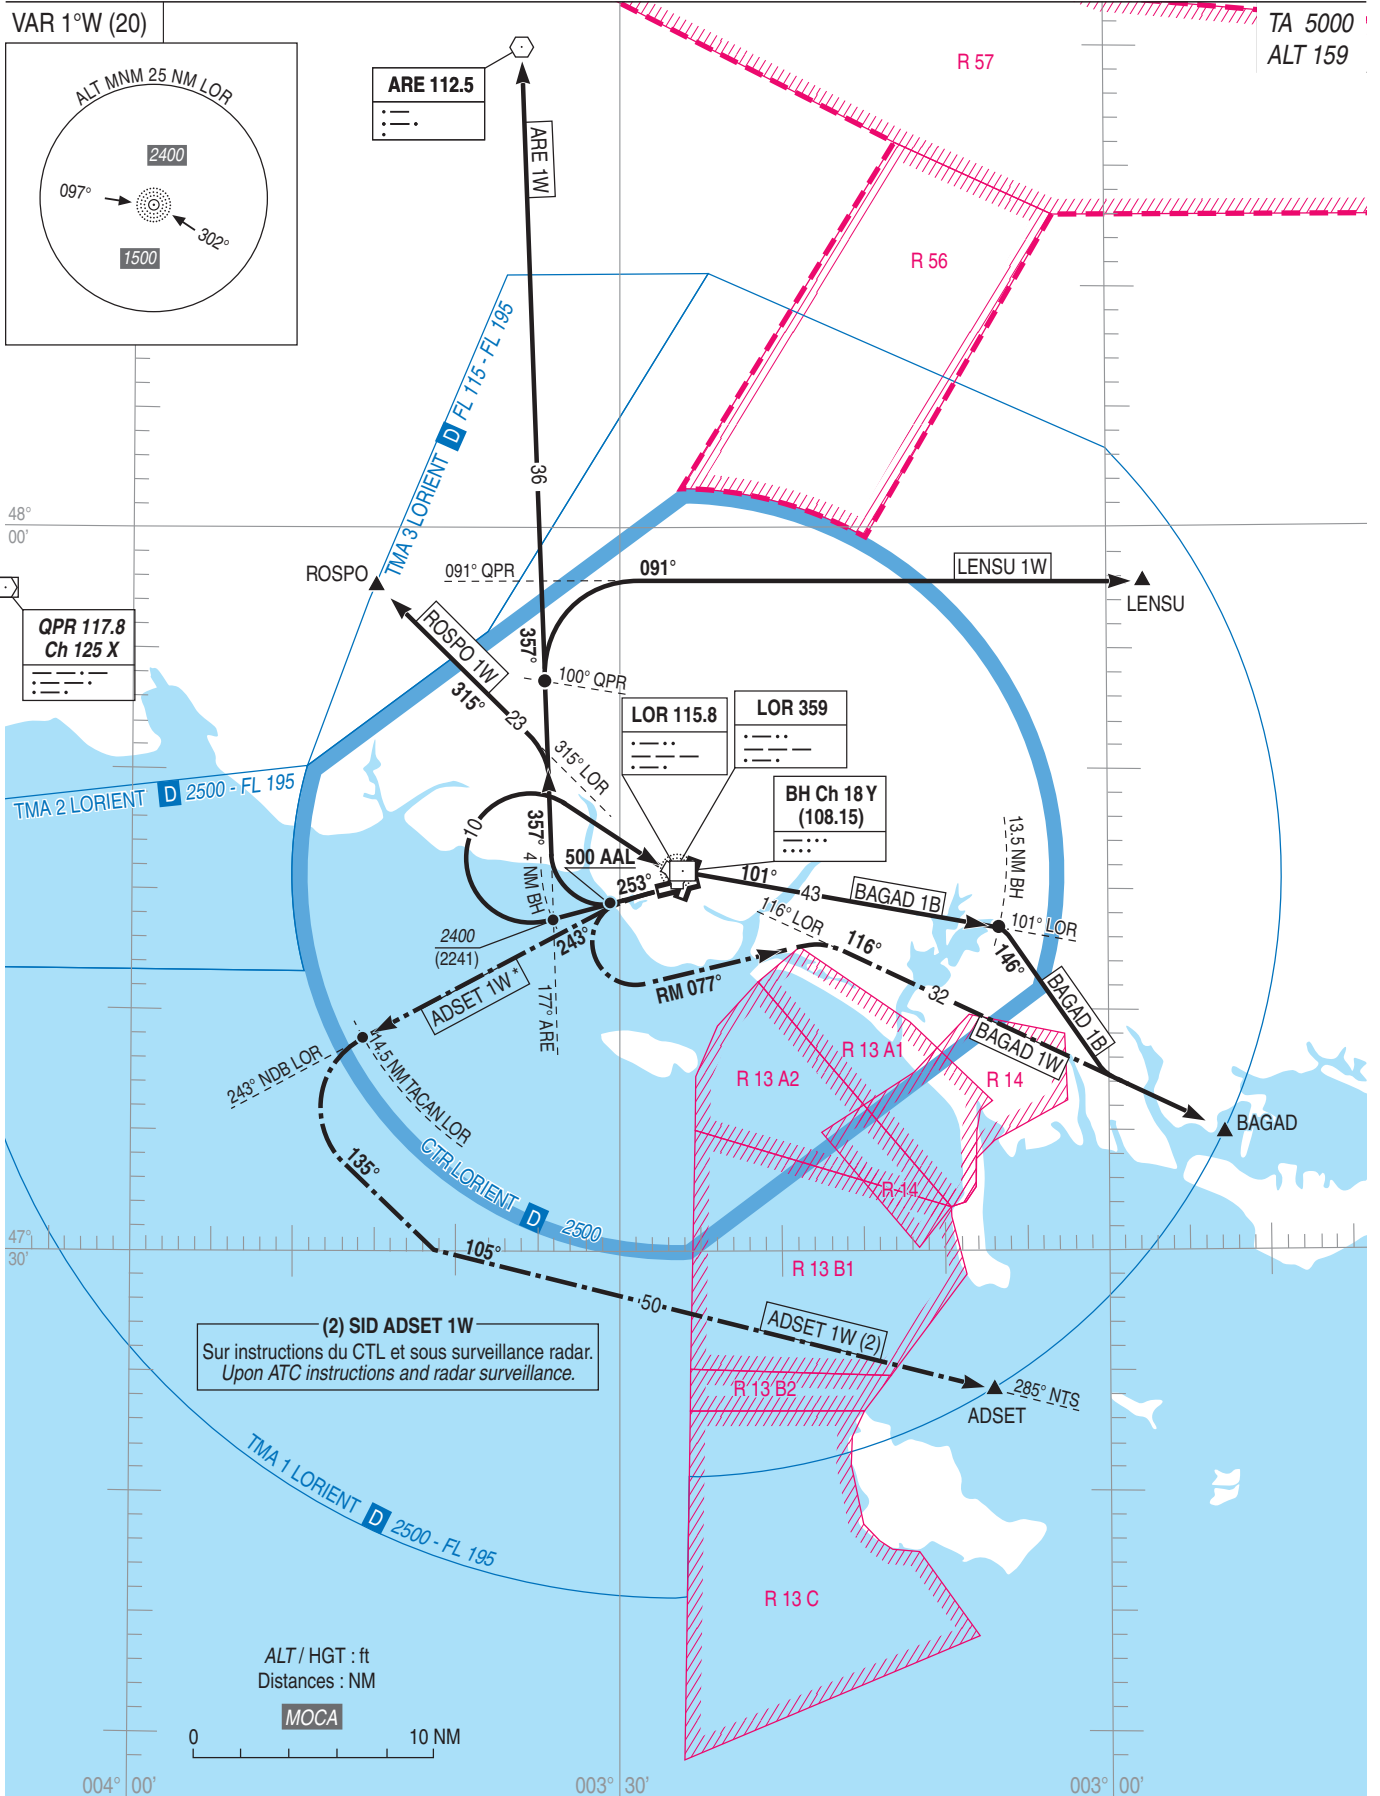 VAR 1°W (20)
TA 5000
ALT 159
ALT MNM 25 NM LOR
2400
097°
302°
1500
ARE 112.5
ARE 1W
R 57
R 56
TMA 3 LORIENT D FL 115 - FL 195
36
48°
00'
ROSPO
091° QPR
091°
LENSU 1W
LENSU
QPR 117.8
Ch 125 X
ROSPO 1W
315°
23
357°
100° QPR
315° LOR
LOR 115.8
LOR 359
BH Ch 18 Y
(108.15)
TMA 2 LORIENT D 2500 - FL 195
10
357°
4 NM BH
500 AAL
253°
101°
43
BAGAD 1B
13.5 NM BH
101° LOR
116° LOR
116°
146°
2400
(2241)
243°
ADSET 1W *
177° ARE
RM 077°
32
BAGAD 1B
BAGAD 1W
R 13 A1
R 13 A2
R 14
BAGAD
243° NDB LOR
14.5 NM TACAN LOR
135°
CTR LORIENT D 2500
R 14
47°
30'
105°
R 13 B1
50
ADSET 1W (2)
(2) SID ADSET 1W
Sur instructions du CTL et sous surveillance radar.
Upon ATC instructions and radar surveillance.
R 13 B2
285° NTS
ADSET
TMA 1 LORIENT D 2500 - FL 195
R 13 C
ALT / HGT : ft
Distances : NM
MOCA
0
10 NM
004° 00'
003° 30'
003° 00'